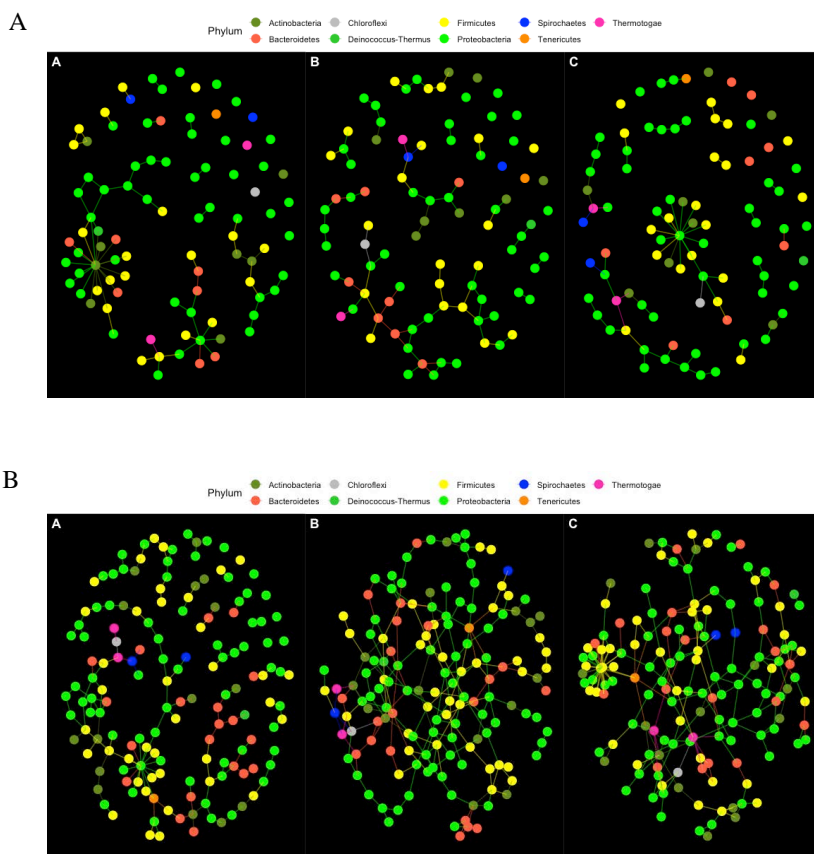 A
Phylum Actinobacteria Chloroflexi Firmicutes Spirochaetes Thermotogae
Bacteroidetes Deinococcus-Thermus Proteobacteria Tenericutes
A B C
B
Phylum Actinobacteria Chloroflexi Firmicutes Spirochaetes Thermotogae
Bacteroidetes Deinococcus-Thermus Proteobacteria Tenericutes
A B C